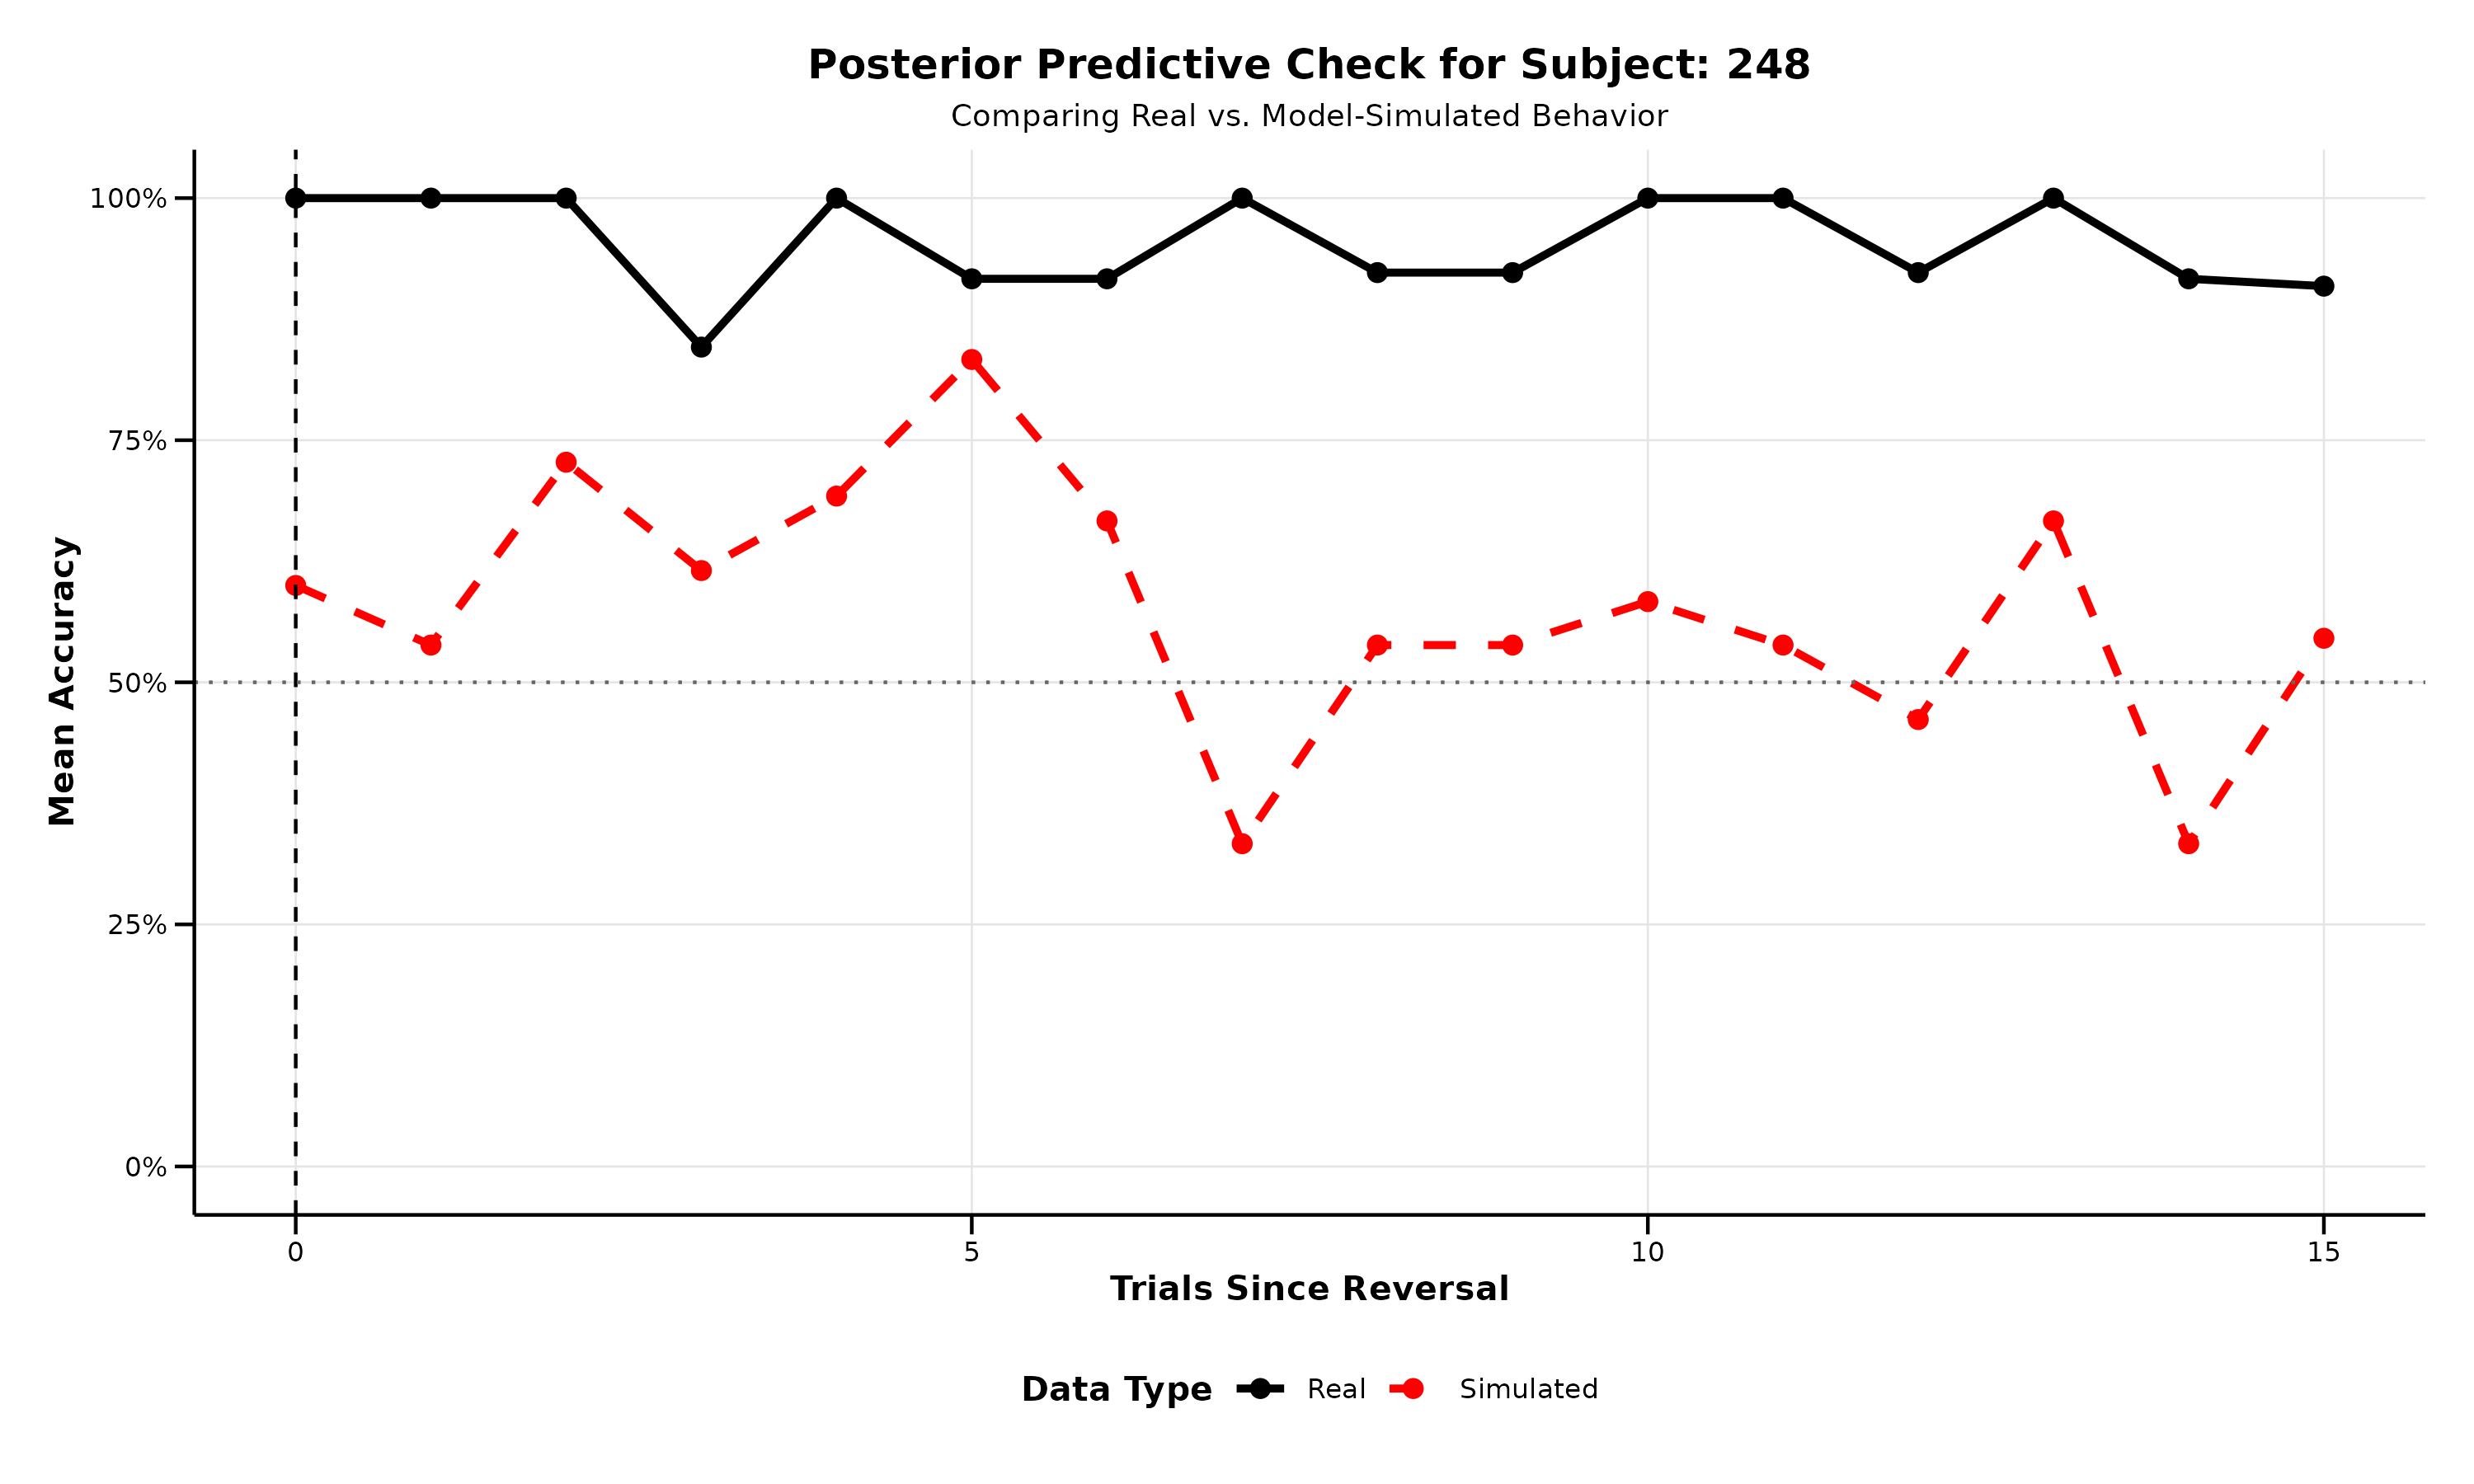 Posterior Predictive Check for Subject: 248
Comparing Real vs. Model-Simulated Behavior
Mean Accuracy
100%
75%
50%
25%
0%
0 5 10 15
Trials Since Reversal
Data Type Real Simulated